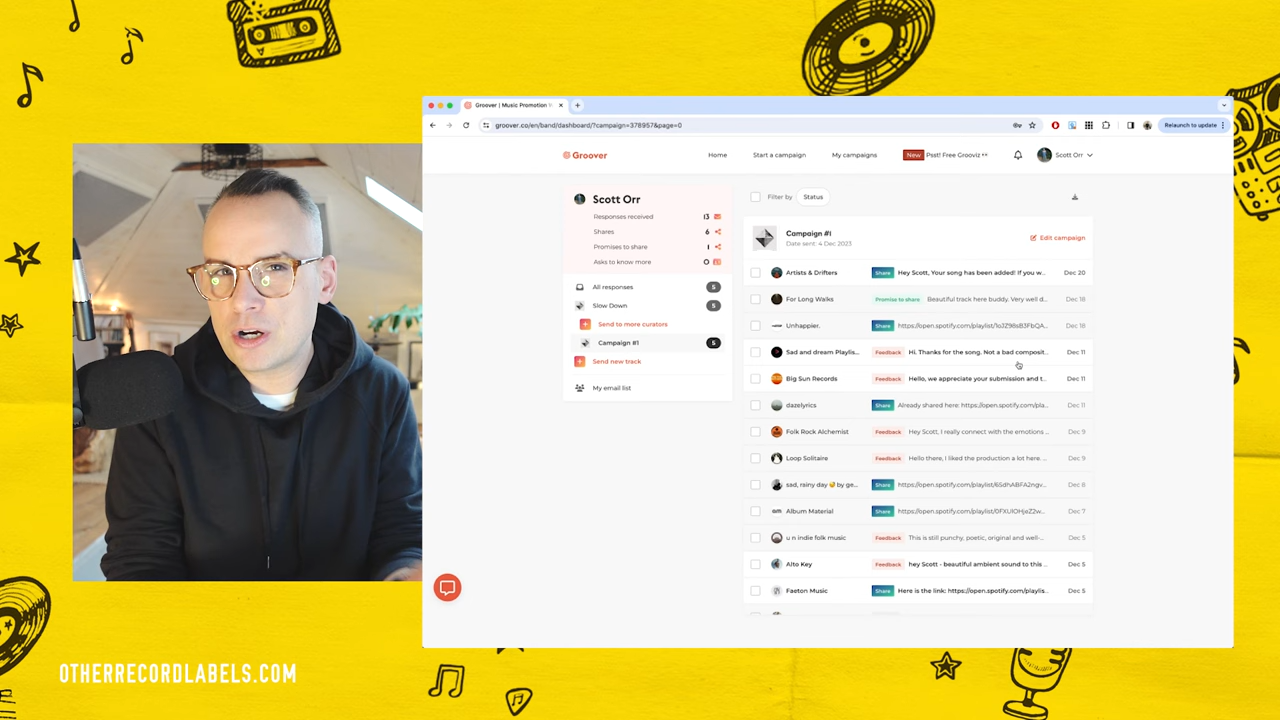 Groover | Music Promotion W
groover.co/en/band/dashboard/?campaign=378957&page=0
Relaunch to update
Groover
Home
Start a campaign
My campaigns
New
Psst! Free Grooviz
Scott Orr
Scott Orr
Responses received 13
Shares 6
Promises to share 1
Asks to know more 0
All responses 5
Slow Down 5
Send to more curators
Campaign #1 5
Send new track
My email list
Filter by Status
Campaign #1
Date sent: 4 Dec 2023
Edit campaign
Artists & Drifters Share Hey Scott, Your song has been added! If you w... Dec 20
For Long Walks Promise to share Beautiful track here buddy. Very well d... Dec 18
Unhappier. Share https://open.spotify.com/playlist/1oJZ98sB3FbQA... Dec 18
Sad and dream Playlis... Feedback Hi. Thanks for the song. Not a bad composit... Dec 11
Big Sun Records Feedback Hello, we appreciate your submission and t... Dec 11
dazelyrics Share Already shared here: https://open.spotify.com/pla... Dec 11
Folk Rock Alchemist Feedback Hey Scott, I really connect with the emotions ... Dec 9
Loop Solitaire Feedback Hello there, I liked the production a lot here. ... Dec 9
sad, rainy day 😅 by ge... Share https://open.spotify.com/playlist/6SdhABFA2ngv... Dec 8
am Album Material Share https://open.spotify.com/playlist/0FXUIOHjeZ2w... Dec 7
u n indie folk music Feedback This is still punchy, poetic, original and well-... Dec 5
Alto Key Feedback hey Scott - beautiful ambient sound to this ... Dec 5
Faeton Music Share Here is the link: https://open.spotify.com/playlis... Dec 5
OTHERRECORDLABELS.COM